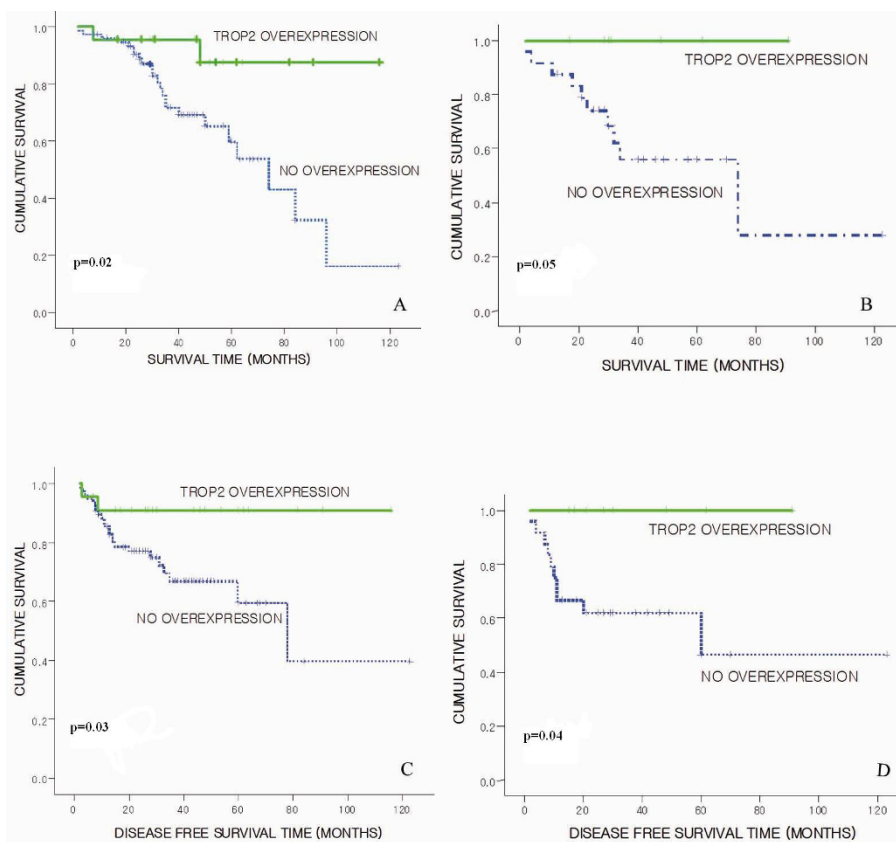 1.0
TROP2 OVEREXPRESSION
0.8
0.6
NO OVEREXPRESSION
0.4
0.2
p=0.02
0.0
A
0 20 40 60 80 100 120
SURVIVAL TIME (MONTHS)
CUMULATIVE SURVIVAL
1.0
TROP2 OVEREXPRESSION
0.8
0.6
NO OVEREXPRESSION
0.4
0.2
p=0.05
0.0
B
0 20 40 60 80 100 120
SURVIVAL TIME (MONTHS)
CUMULATIVE SURVIVAL
1.0
TROP2 OVEREXPRESSION
0.8
0.6
NO OVEREXPRESSION
0.4
0.2
p=0.03
0.0
C
0 20 40 60 80 100 120
DISEASE FREE SURVIVAL TIME (MONTHS)
CUMULATIVE SURVIVAL
1.0
TROP2 OVEREXPRESSION
0.8
0.6
NO OVEREXPRESSION
0.4
0.2
p=0.04
0.0
D
0 20 40 60 80 100 120
DISEASE FREE SURVIVAL TIME (MONTHS)
CUMULATIVE SURVIVAL